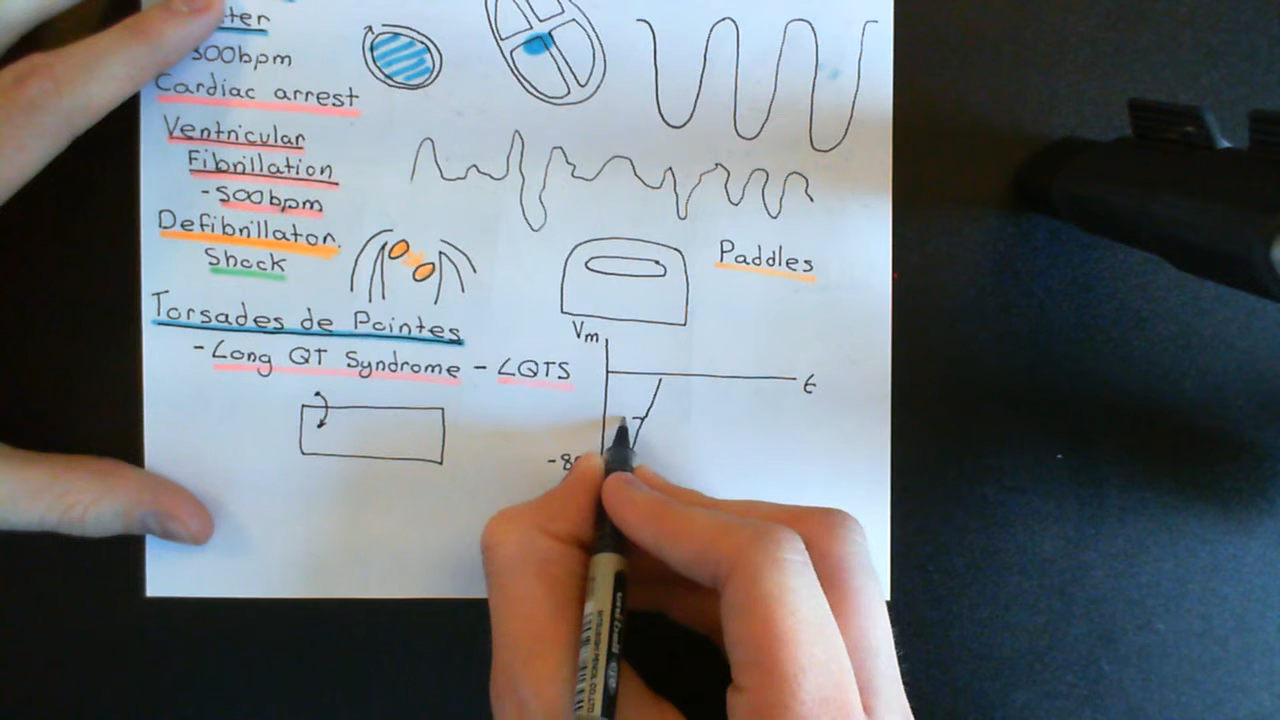 300bpm
Cardiac arrest
Ventricular
Fibrillation
-500bpm
Defibrillator.
Shock
Paddles
Torsades de Pointes
-Long QT Syndrome - LQTS
Vm
t